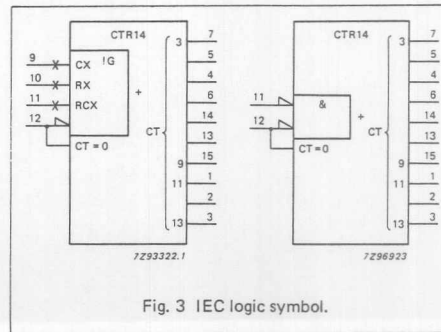 CTR14
9 CX !G
10 RX
11 RCX
12
CT = 0
+
CT
3 7
5
4
6
14
13
9 15
11 1
2
13 3
7Z93322.1
CTR14
11
12
&
CT = 0
+
CT
3 7
5
4
6
14
13
9 15
11 1
2
13 3
7Z96923
Fig. 3 IEC logic symbol.